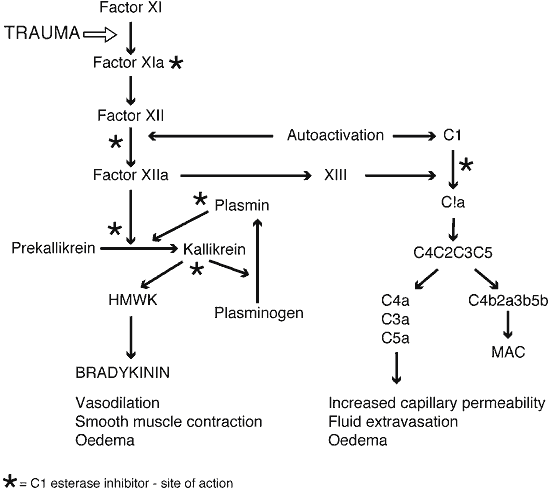 Factor XI
TRAUMA
Factor XIa *
Factor XII
*
Autoactivation
C1
*
Factor XIIa
XIII
*
Plasmin
C!a
*
Prekallikrein
Kallikrein
*
C4C2C3C5
HMWK
Plasminogen
C4a
C3a
C5a
C4b2a3b5b
MAC
BRADYKININ
Vasodilation
Smooth muscle contraction
Oedema
Increased capillary permeability
Fluid extravasation
Oedema
* = C1 esterase inhibitor - site of action